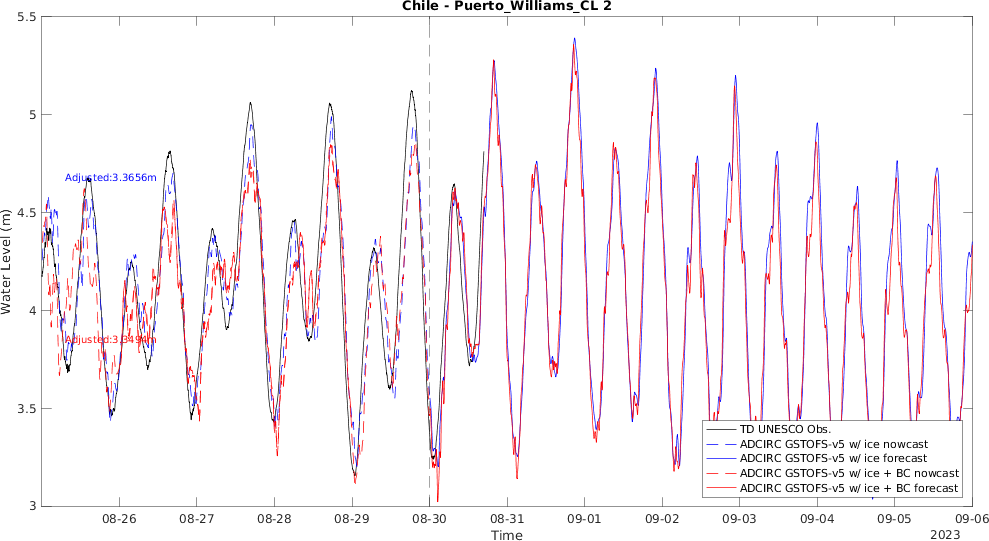 Chile - Puerto_Williams_CL 2
5.5
5
4.5
4
3.5
3
Water Level (m)
Adjusted:3.3656m
Adjusted:3.3494m
TD UNESCO Obs.
ADCIRC GSTOFS-v5 w/ ice nowcast
ADCIRC GSTOFS-v5 w/ ice forecast
ADCIRC GSTOFS-v5 w/ ice + BC nowcast
ADCIRC GSTOFS-v5 w/ ice + BC forecast
08-26 08-27 08-28 08-29 08-30 08-31 09-01 09-02 09-03 09-04 09-05 09-06
Time
2023